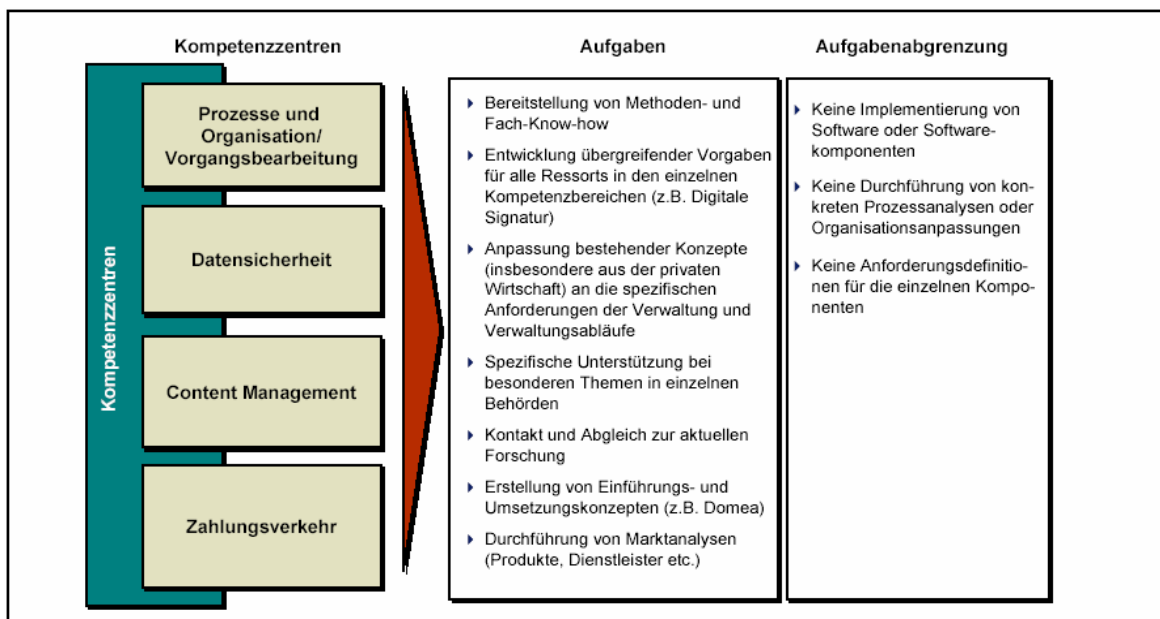 Kompetenzzentren
Kompetenzzentren
Prozesse und
Organisation/
Vorgangsbearbeitung
Datensicherheit
Content Management
Zahlungsverkehr
Aufgaben
Bereitstellung von Methoden- und
Fach-Know-how
Entwicklung übergreifender Vorgaben
für alle Ressorts in den einzelnen
Kompetenzbereichen (z.B. Digitale
Signatur)
Anpassung bestehender Konzepte
(insbesondere aus der privaten
Wirtschaft) an die spezifischen
Anforderungen der Verwaltung und
Verwaltungsabläufe
Spezifische Unterstützung bei
besonderen Themen in einzelnen
Behörden
Kontakt und Abgleich zur aktuellen
Forschung
Erstellung von Einführungs- und
Umsetzungskonzepten (z.B. Domea)
Durchführung von Marktanalysen
(Produkte, Dienstleister etc.)
Aufgabenabgrenzung
Keine Implementierung von
Software oder Software-
komponenten
Keine Durchführung von kon-
kreten Prozessanalysen oder
Organisationsanpassungen
Keine Anforderungsdefinitio-
nen für die einzelnen Kompo-
nenten